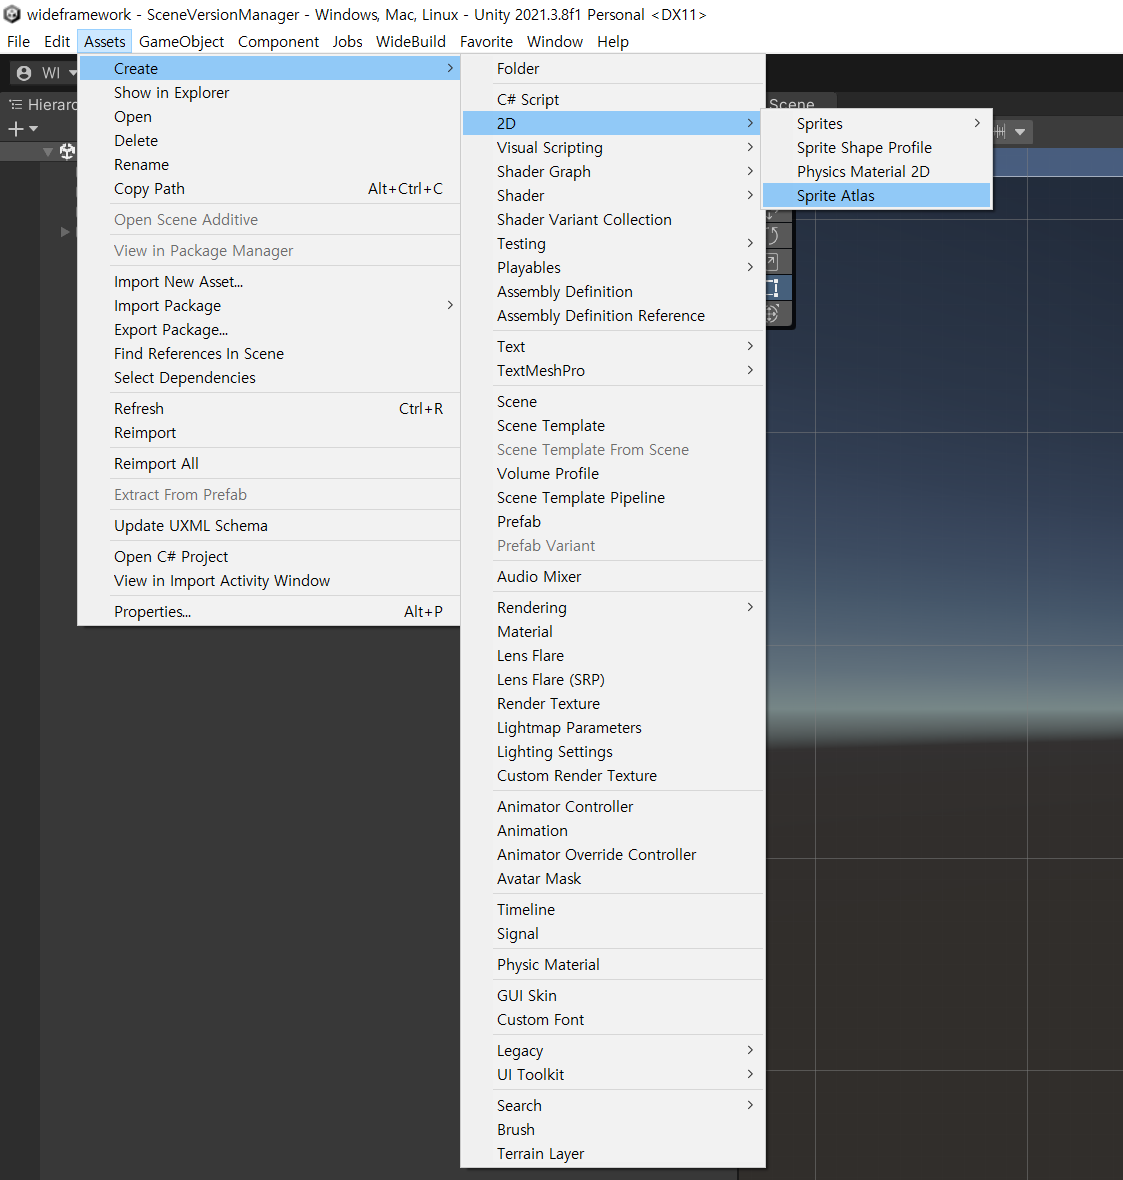 wideframework - SceneVersionManager - Windows, Mac, Linux - Unity 2021.3.8f1 Personal <DX11>
File Edit Assets GameObject Component Jobs WideBuild Favorite Window Help
WI
Hierarc
Scene
Create
Show in Explorer
Open
Delete
Rename
Copy Path Alt+Ctrl+C
Open Scene Additive
View in Package Manager
Import New Asset...
Import Package
Export Package...
Find References In Scene
Select Dependencies
Refresh Ctrl+R
Reimport
Reimport All
Extract From Prefab
Update UXML Schema
Open C# Project
View in Import Activity Window
Properties... Alt+P
Folder
C# Script
2D
Visual Scripting
Shader Graph
Shader
Shader Variant Collection
Testing
Playables
Assembly Definition
Assembly Definition Reference
Text
TextMeshPro
Scene
Scene Template
Scene Template From Scene
Volume Profile
Scene Template Pipeline
Prefab
Prefab Variant
Audio Mixer
Rendering
Material
Lens Flare
Lens Flare (SRP)
Render Texture
Lightmap Parameters
Lighting Settings
Custom Render Texture
Animator Controller
Animation
Animator Override Controller
Avatar Mask
Timeline
Signal
Physic Material
GUI Skin
Custom Font
Legacy
UI Toolkit
Search
Brush
Terrain Layer
Sprites
Sprite Shape Profile
Physics Material 2D
Sprite Atlas